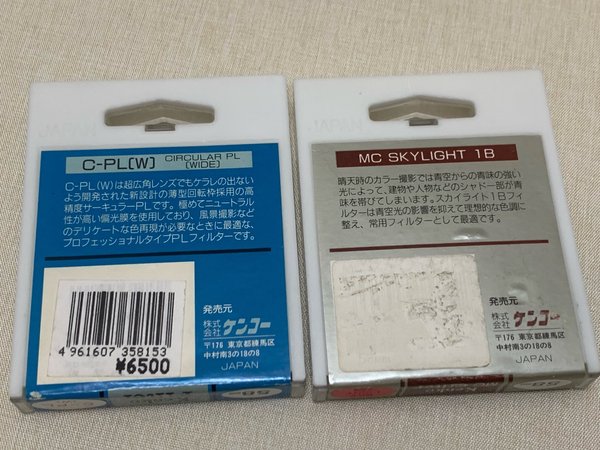 JAPAN
C-PL[W] CIRCULAR PL [WIDE]
C-PL(W)は超広角レンズでもケラレの出ない
よう開発された新設計の薄型回転枠採用の高
精度サーキュラーPLです。極めてニュートラル
性が高い偏光膜を使用しており、風景撮影など
のデリケートな色再現が必要なときに最適な、
プロフェッショナルタイプPLフィルターです。
4 961607 358153
¥6500
発売元
株式会社 ケンコー
〒176 東京都練馬区
中村南3の18の8
JAPAN
58
JAPAN
MC SKYLIGHT 1B
晴天時のカラー撮影では青空からの青味の強い
光によって、建物や人物などのシャドー部が青
味を帯びてしまいます。スカイライト1Bフィ
ルターは青空光の影響を抑えて理想的な色調に
整え、常用フィルターとして最適です。
発売元
株式会社 ケンコー
〒176 東京都練馬区
中村南3の18の8
JAPAN
58